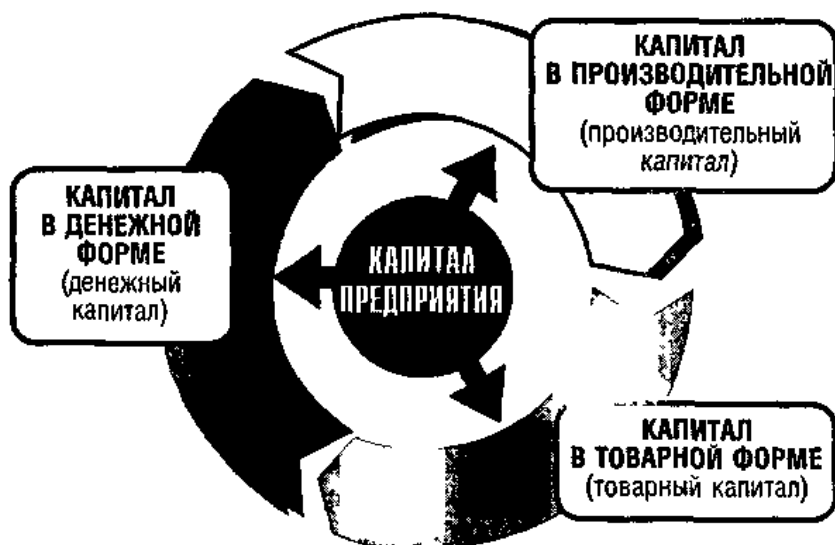 КАПИТАЛ
В ПРОИЗВОДИТЕЛЬНОЙ
ФОРМЕ
(производительный
капитал)
КАПИТАЛ
В ДЕНЕЖНОЙ
ФОРМЕ
(денежный
капитал)
КАПИТАЛ
ПРЕДПРИЯТИЯ
КАПИТАЛ
В ТОВАРНОЙ ФОРМЕ
(товарный капитал)